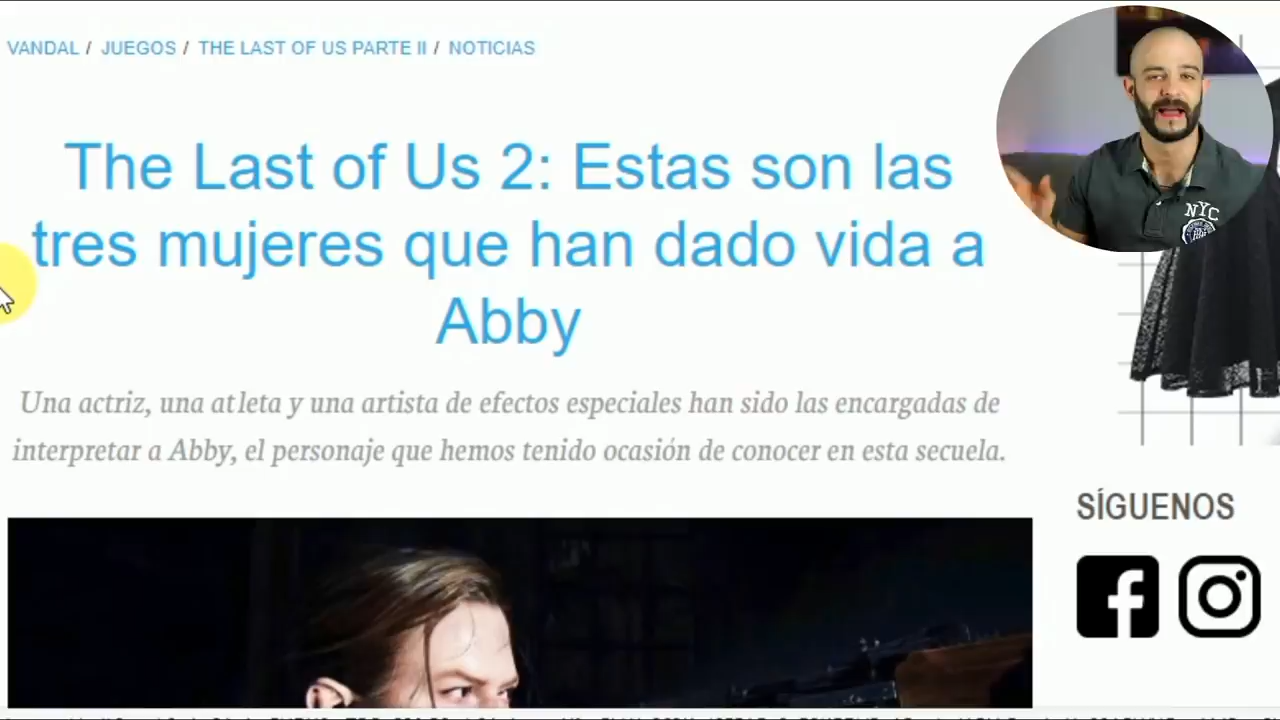 VANDAL / JUEGOS / THE LAST OF US PARTE II / NOTICIAS
The Last of Us 2: Estas son las
tres mujeres que han dado vida a
Abby
Una actriz, una atleta y una artista de efectos especiales han sido las encargadas de
interpretar a Abby, el personaje que hemos tenido ocasión de conocer en esta secuela.
NYC
SÍGUENOS